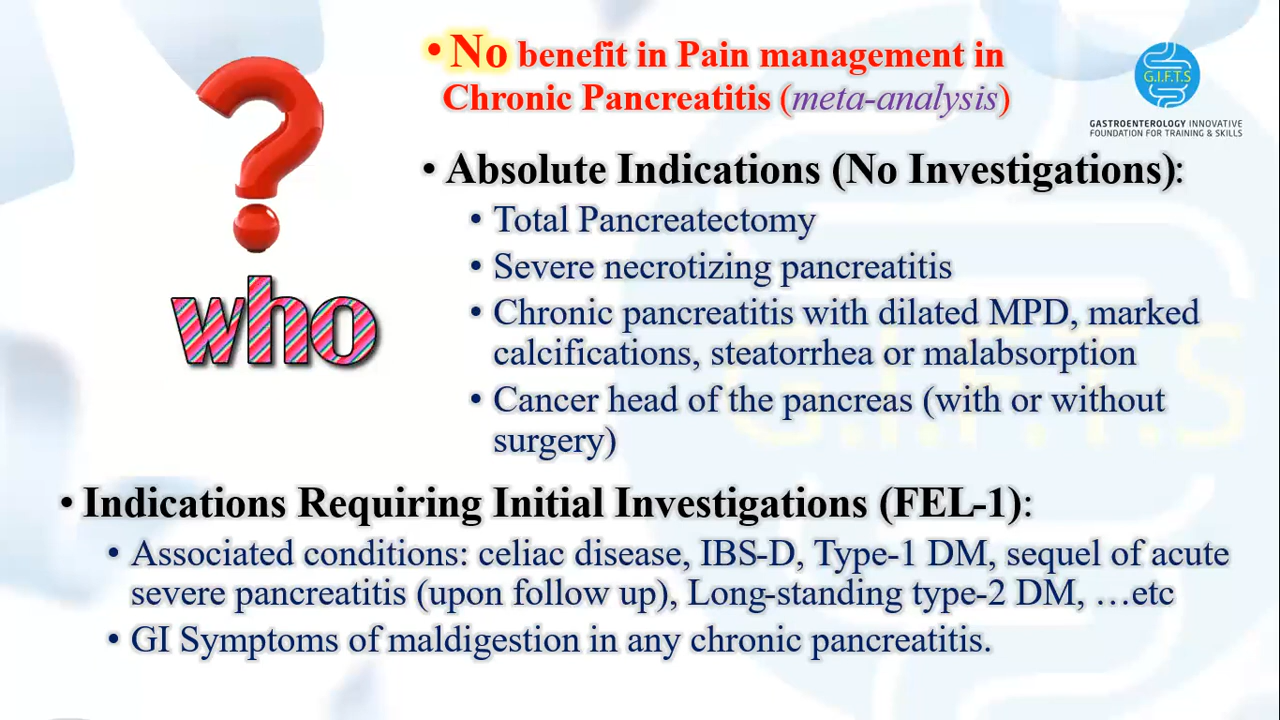 • No benefit in Pain management in
Chronic Pancreatitis (meta-analysis)
G.I.F.T.S
GASTROENTEROLOGY INNOVATIVE
FOUNDATION FOR TRAINING & SKILLS
who
• Absolute Indications (No Investigations):
• Total Pancreatectomy
• Severe necrotizing pancreatitis
• Chronic pancreatitis with dilated MPD, marked
calcifications, steatorrhea or malabsorption
• Cancer head of the pancreas (with or without
surgery)
G.I.F.T.S
• Indications Requiring Initial Investigations (FEL-1):
• Associated conditions: celiac disease, IBS-D, Type-1 DM, sequel of acute
severe pancreatitis (upon follow up), Long-standing type-2 DM, …etc
• GI Symptoms of maldigestion in any chronic pancreatitis.